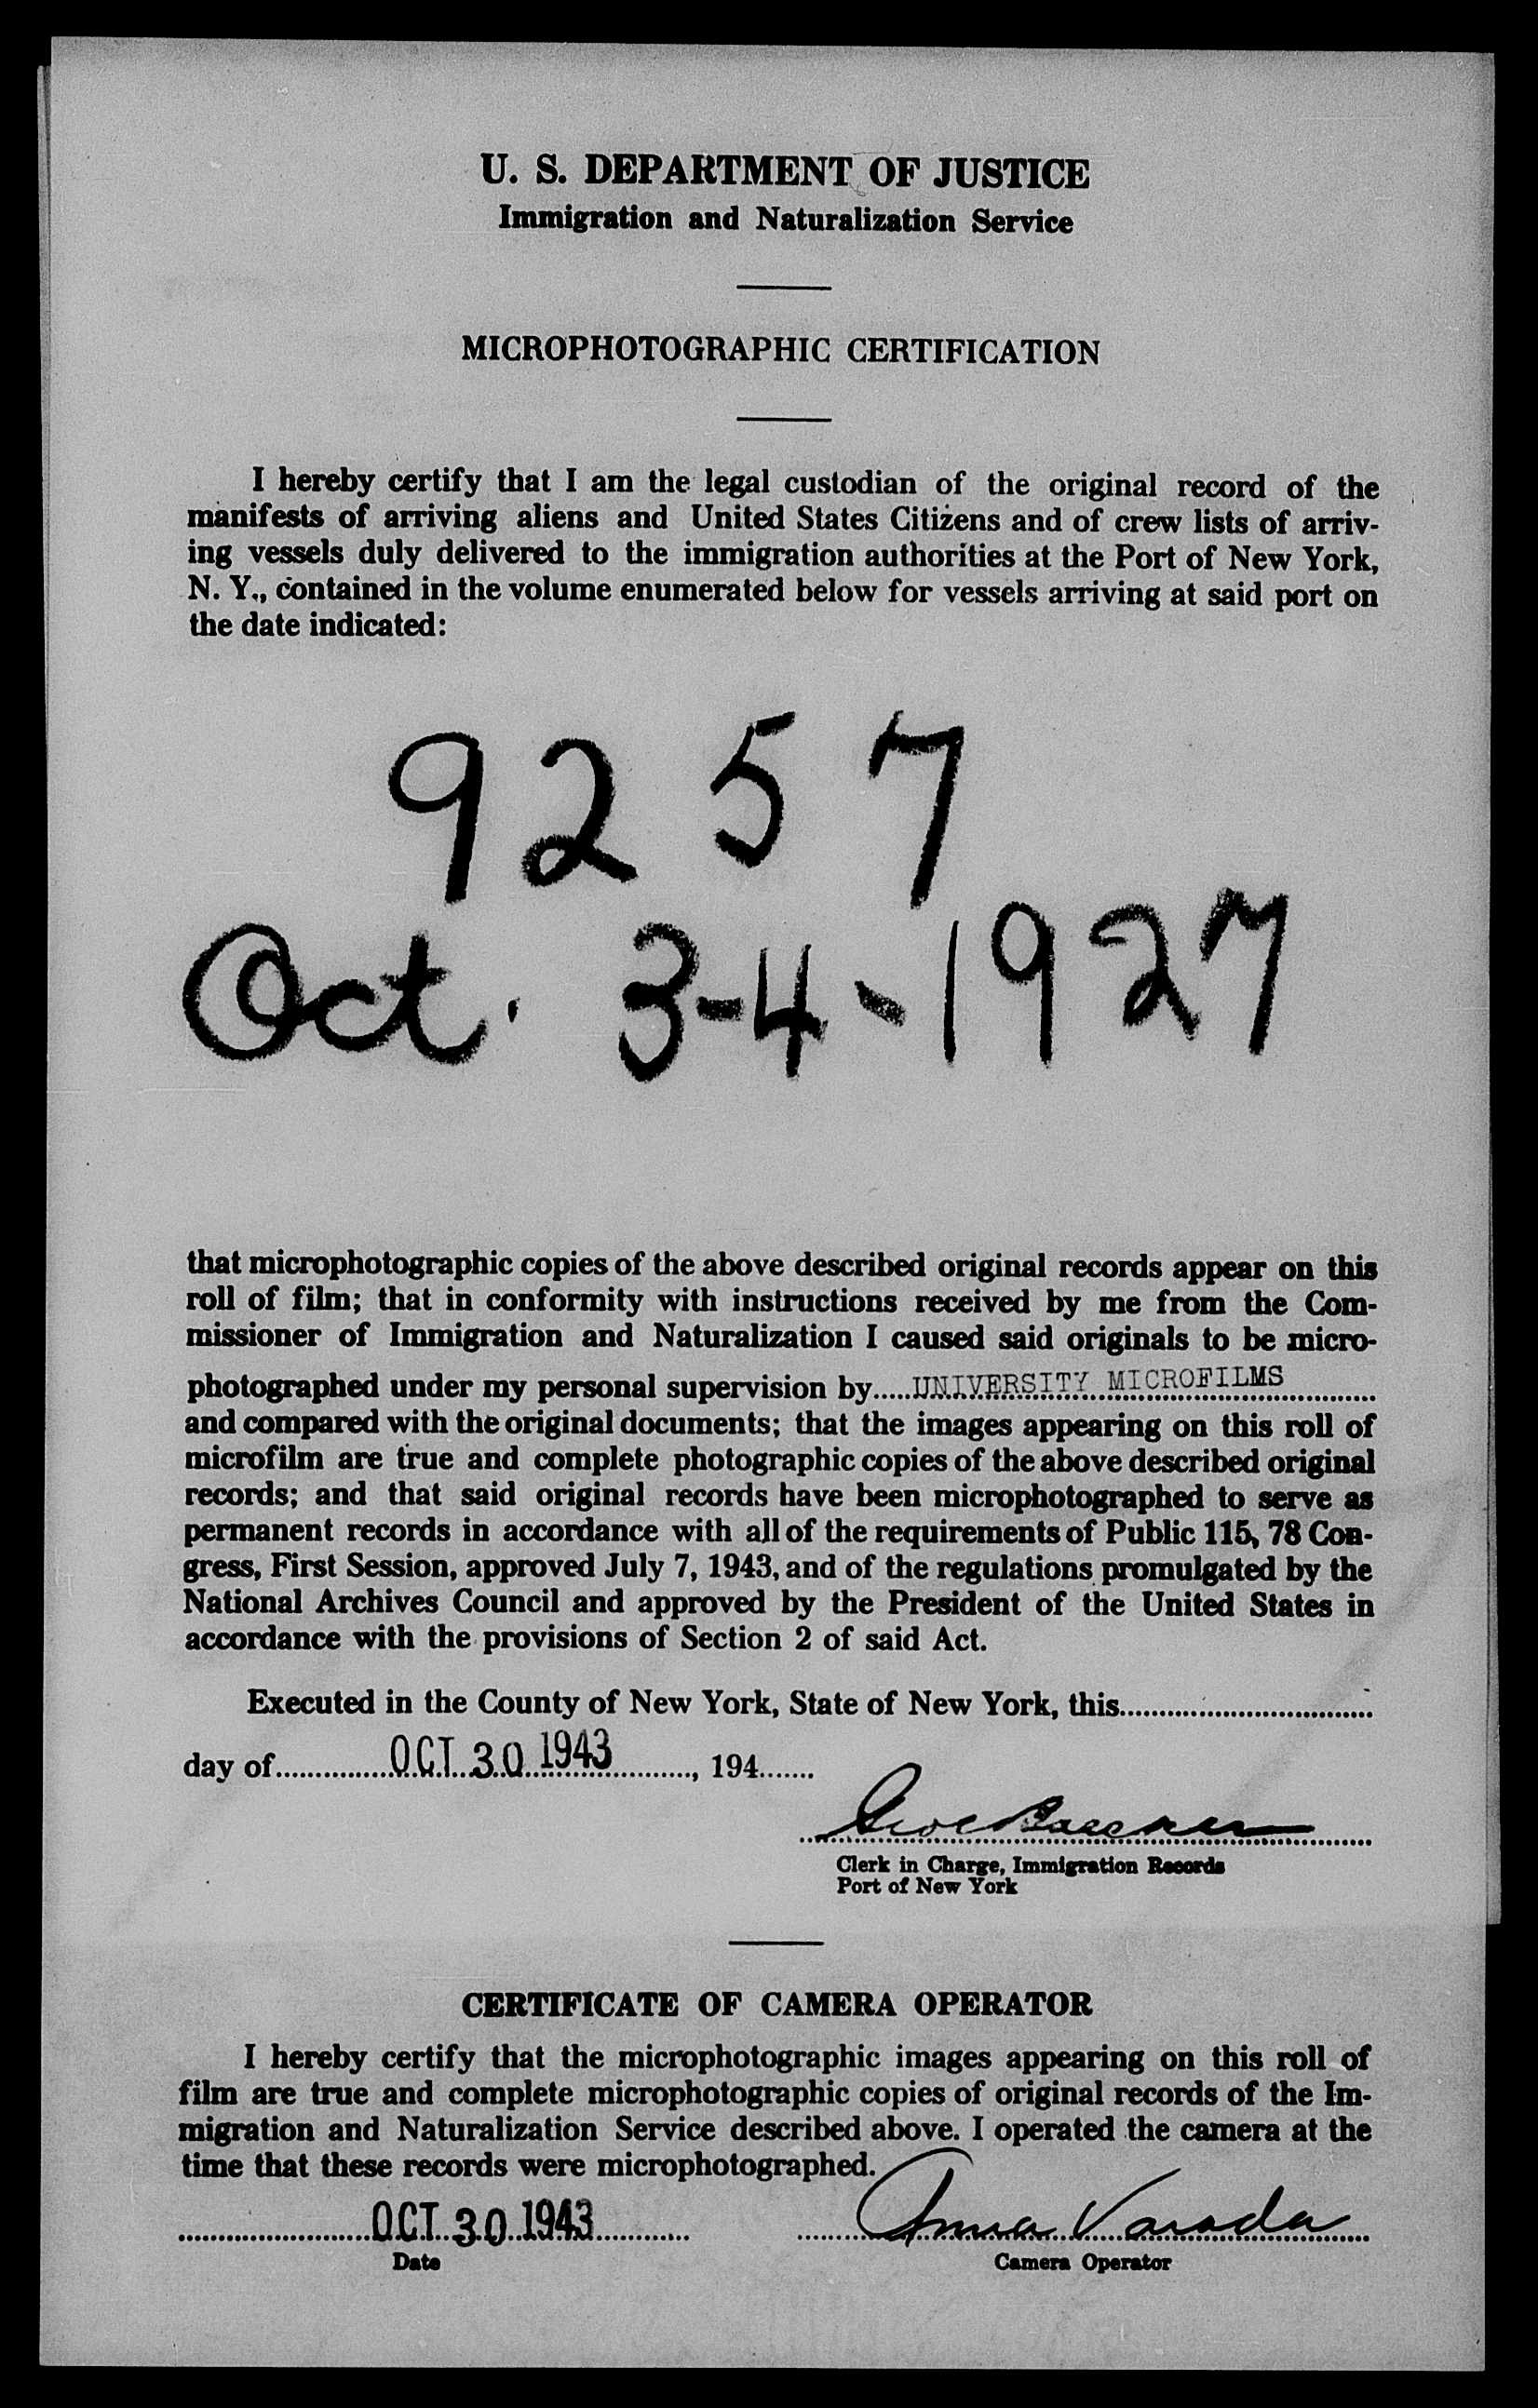 U. S. DEPARTMENT OF JUSTICE
Immigration and Naturalization Service
MICROPHOTOGRAPHIC CERTIFICATION
I hereby certify that I am the legal custodian of the original record of the
manifests of arriving aliens and United States Citizens and of crew lists of arriv-
ing vessels duly delivered to the immigration authorities at the Port of New York,
N. Y., contained in the volume enumerated below for vessels arriving at said port on
the date indicated:
9257
Oct. 3-4-1927
that microphotographic copies of the above described original records appear on this
roll of film; that in conformity with instructions received by me from the Com-
missioner of Immigration and Naturalization I caused said originals to be micro-
photographed under my personal supervision by.....UNIVERSITY MICROFILMS
and compared with the original documents; that the images appearing on this roll of
microfilm are true and complete photographic copies of the above described original
records; and that said original records have been microphotographed to serve as
permanent records in accordance with all of the requirements of Public 115, 78 Con-
gress, First Session, approved July 7, 1943, and of the regulations promulgated by the
National Archives Council and approved by the President of the United States in
accordance with the provisions of Section 2 of said Act.
Executed in the County of New York, State of New York, this
day of OCT 30 1943, 194
Clerk in Charge, Immigration Records
Port of New York
CERTIFICATE OF CAMERA OPERATOR
I hereby certify that the microphotographic images appearing on this roll of
film are true and complete microphotographic copies of original records of the Im-
migration and Naturalization Service described above. I operated the camera at the
time that these records were microphotographed.
OCT 30 1943 Anna Varada
Date Camera Operator